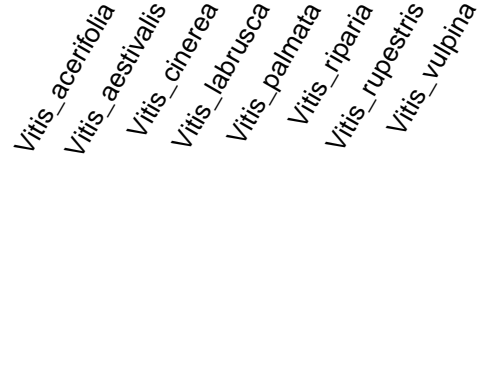 Vitis_acerifolia
Vitis_aestivalis
Vitis_cinerea
Vitis_labrusca
Vitis_palmata
Vitis_riparia
Vitis_rupestris
Vitis_vulpina